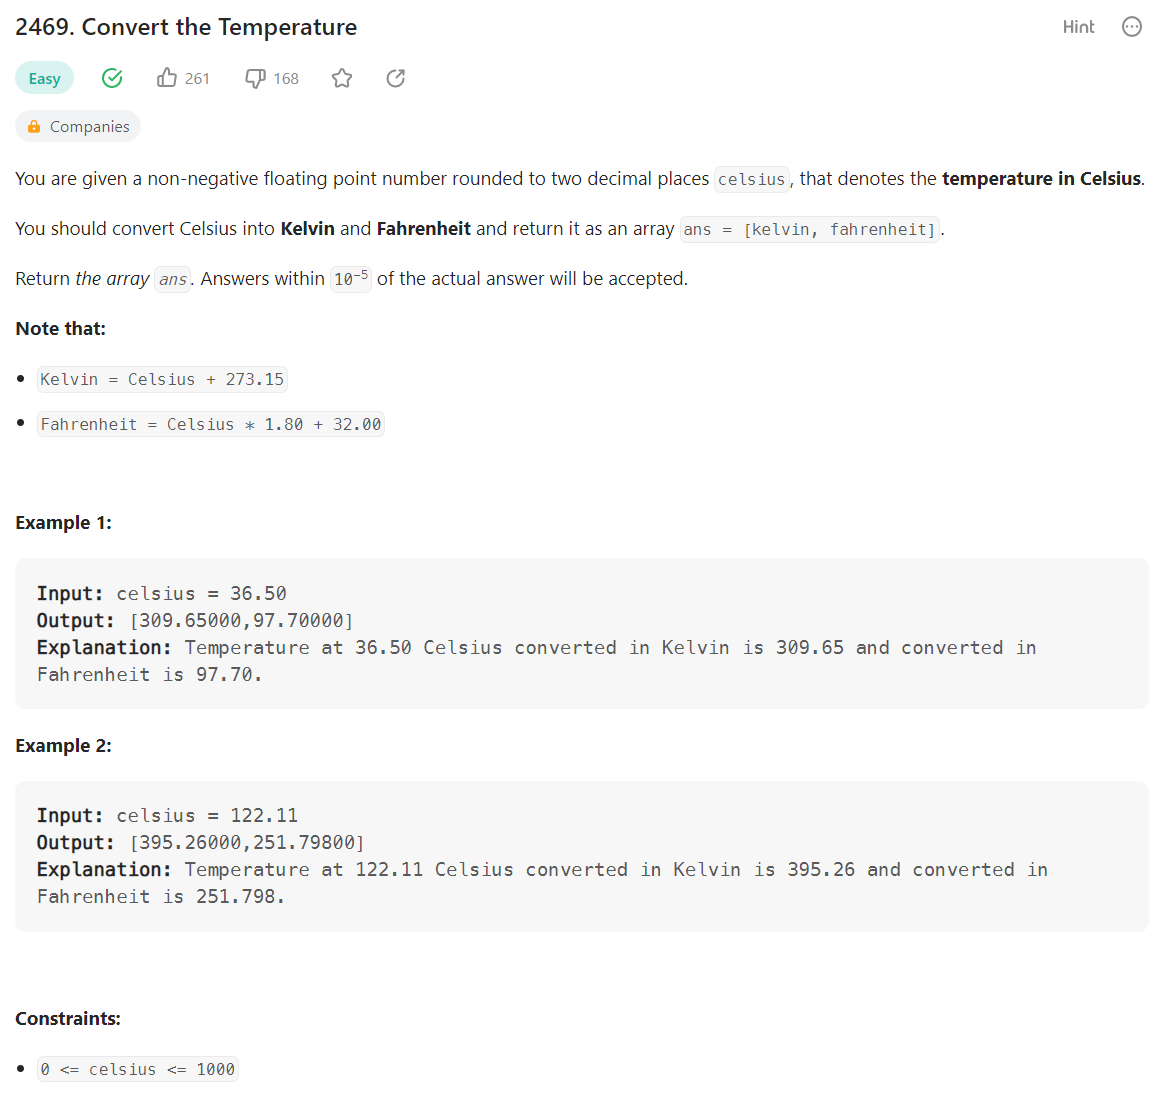 2469. Convert the Temperature
Hint
Easy
261
168
Companies
You are given a non-negative floating point number rounded to two decimal places celsius, that denotes the temperature in Celsius.
You should convert Celsius into Kelvin and Fahrenheit and return it as an array ans = [kelvin, fahrenheit].
Return the array ans. Answers within 10⁻⁵ of the actual answer will be accepted.
Note that:
• Kelvin = Celsius + 273.15
• Fahrenheit = Celsius * 1.80 + 32.00
Example 1:
Input: celsius = 36.50
Output: [309.65000,97.70000]
Explanation: Temperature at 36.50 Celsius converted in Kelvin is 309.65 and converted in
Fahrenheit is 97.70.
Example 2:
Input: celsius = 122.11
Output: [395.26000,251.79800]
Explanation: Temperature at 122.11 Celsius converted in Kelvin is 395.26 and converted in
Fahrenheit is 251.798.
Constraints:
• 0 <= celsius <= 1000